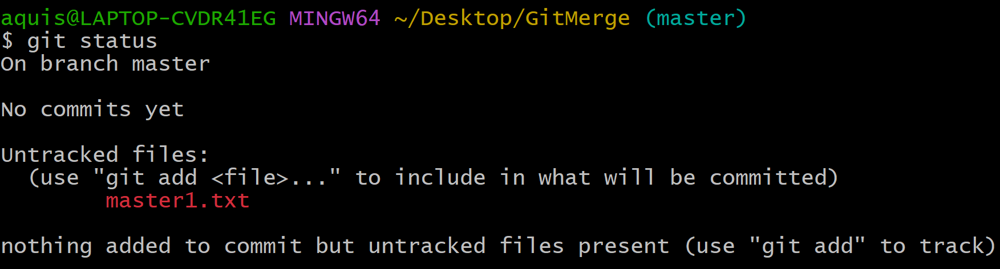 aquis@LAPTOP-CVDR41EG MINGW64 ~/Desktop/GitMerge (master)
$ git status
On branch master
No commits yet
Untracked files:
  (use "git add <file>..." to include in what will be committed)
        master1.txt
nothing added to commit but untracked files present (use "git add" to track)